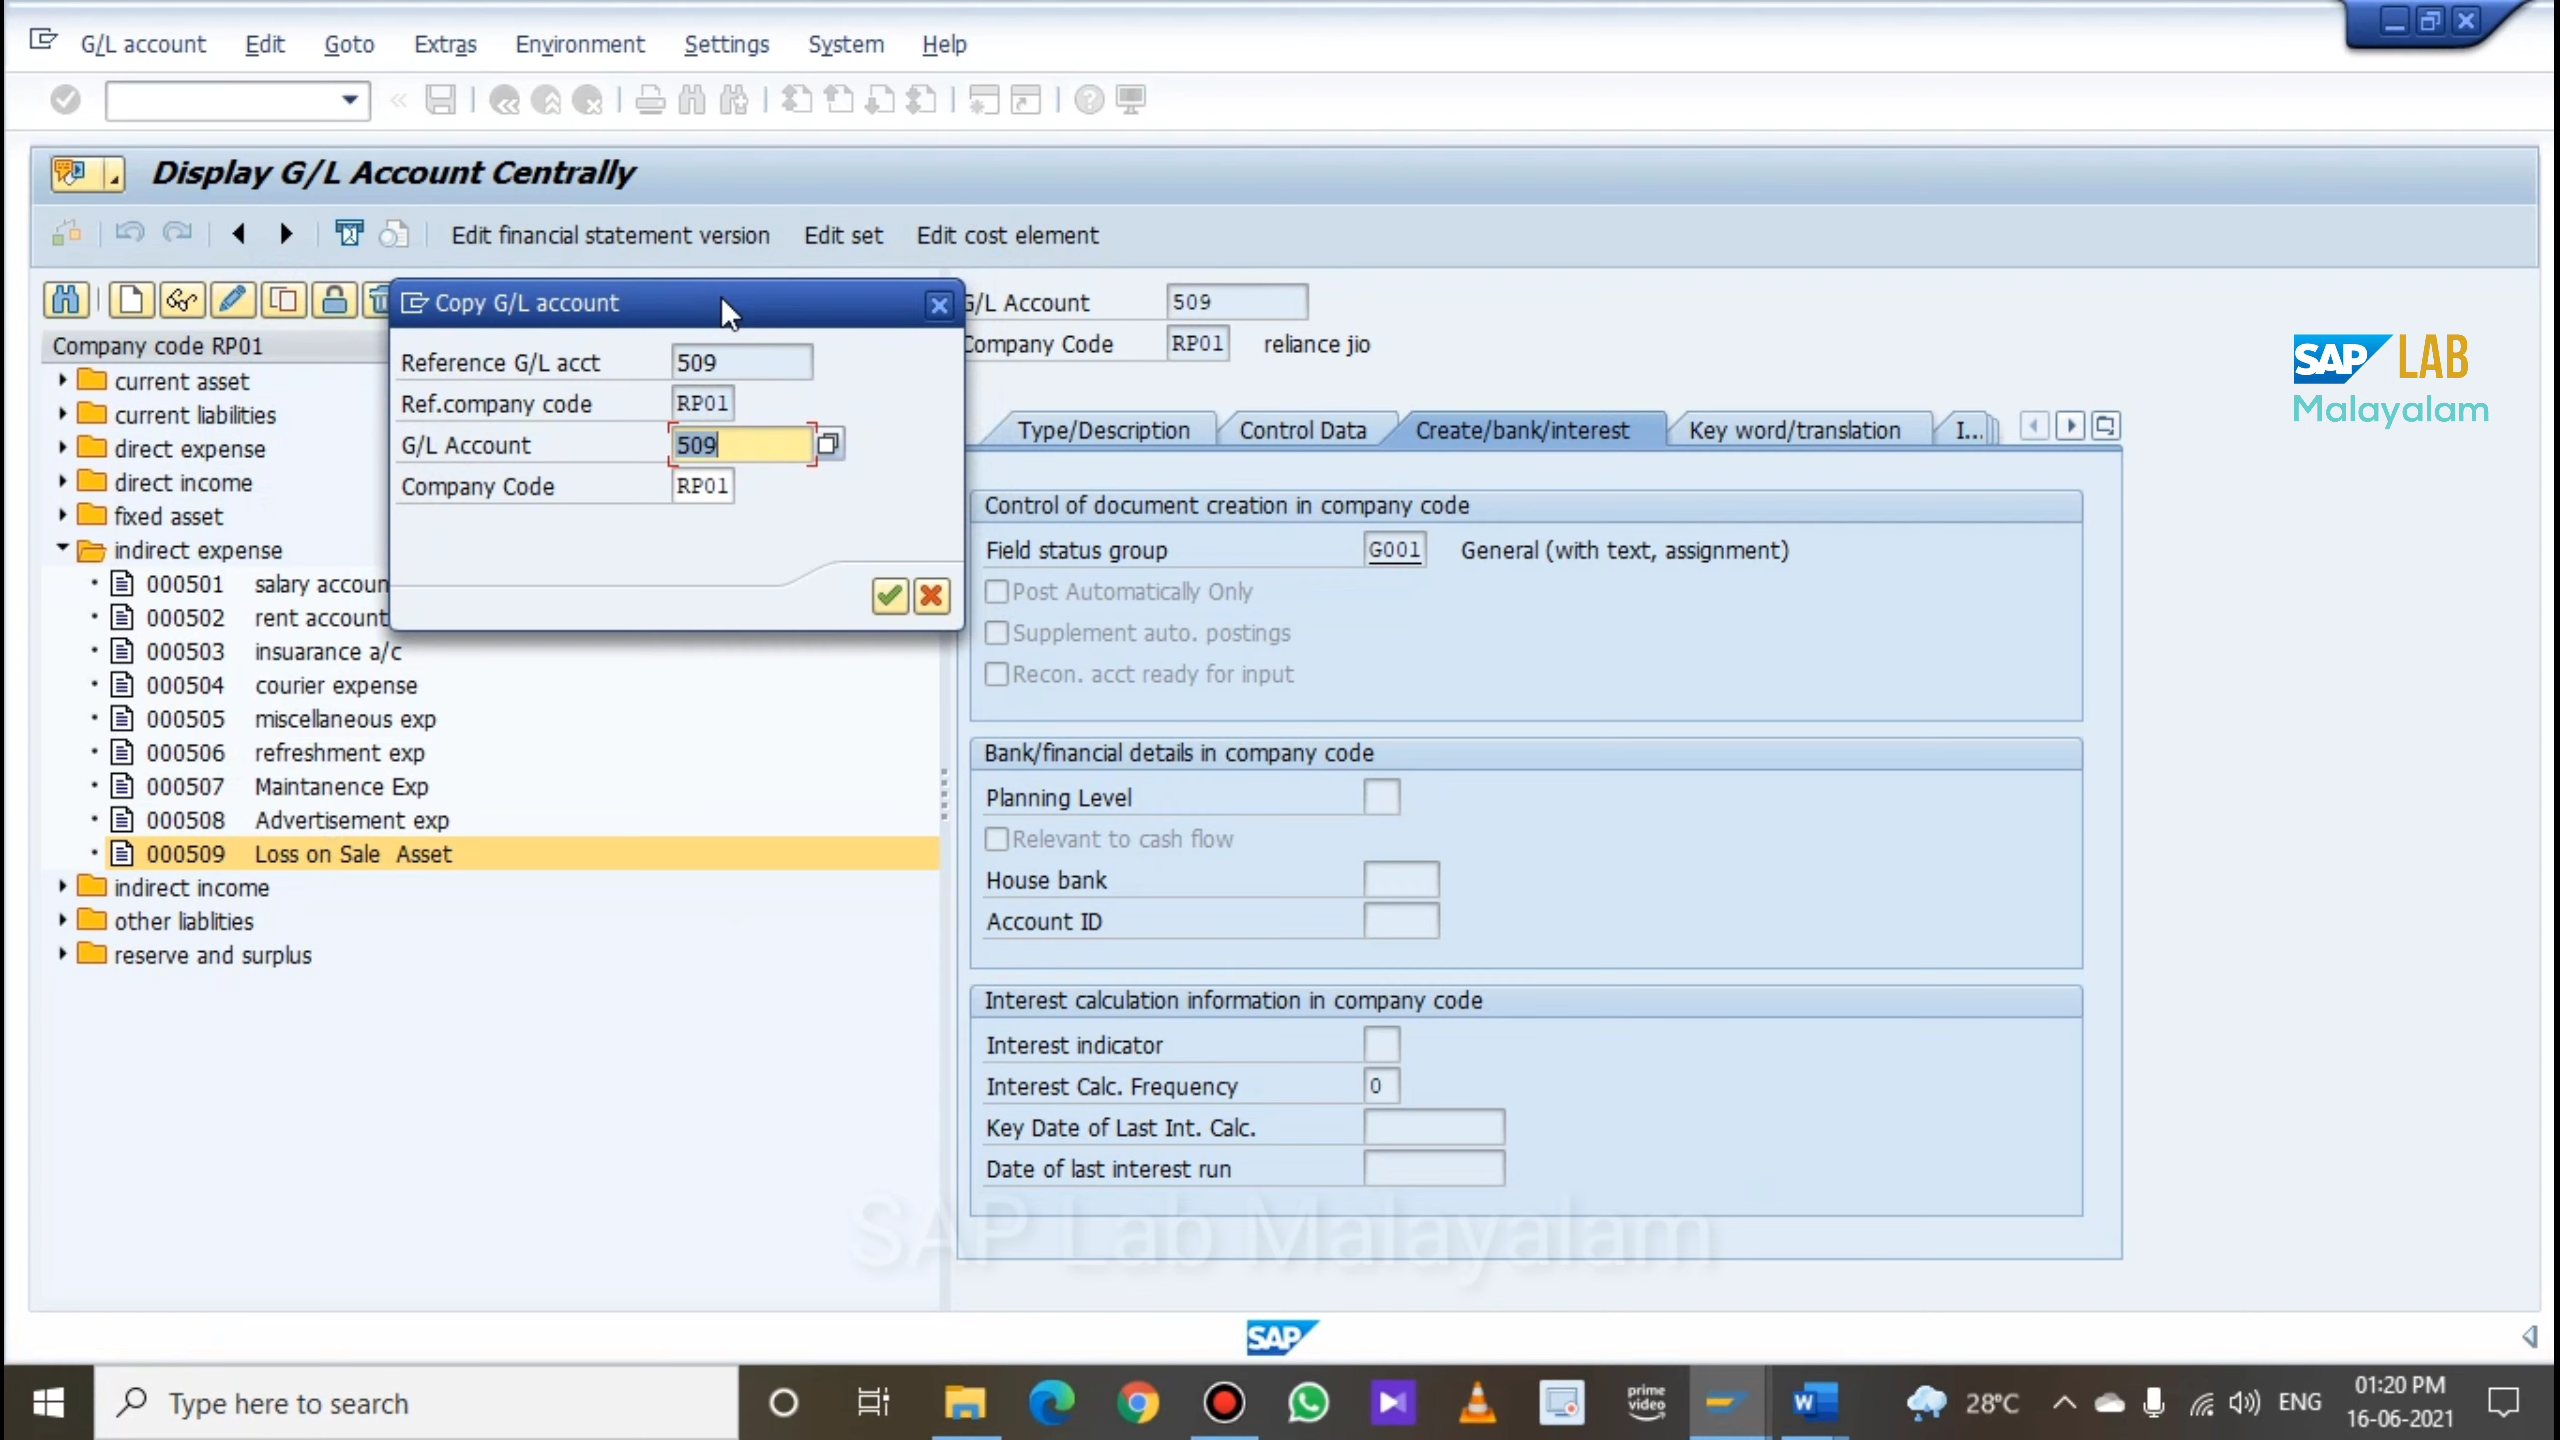 G/L account Edit Goto Extras Environment Settings System Help
Display G/L Account Centrally
Edit financial statement version Edit set Edit cost element
Copy G/L account
Reference G/L acct 509
Ref.company code RP01
G/L Account 509
Company Code RP01
G/L Account 509
Company Code RP01 reliance jio
SAP LAB
Malayalam
Company code RP01
current asset
current liabilities
direct expense
direct income
fixed asset
indirect expense
000501 salary accoun
000502 rent account
000503 insuarance a/c
000504 courier expense
000505 miscellaneous exp
000506 refreshment exp
000507 Maintanence Exp
000508 Advertisement exp
000509 Loss on Sale Asset
indirect income
other liablities
reserve and surplus
Type/Description Control Data Create/bank/interest Key word/translation I...
Control of document creation in company code
Field status group G001 General (with text, assignment)
Post Automatically Only
Supplement auto. postings
Recon. acct ready for input
Bank/financial details in company code
Planning Level
Relevant to cash flow
House bank
Account ID
Interest calculation information in company code
Interest indicator
Interest Calc. Frequency 0
Key Date of Last Int. Calc.
Date of last interest run
SAP Lab Malayalam
SAP
Type here to search
prime
video
W
28°C
ENG
01:20 PM
16-06-2021